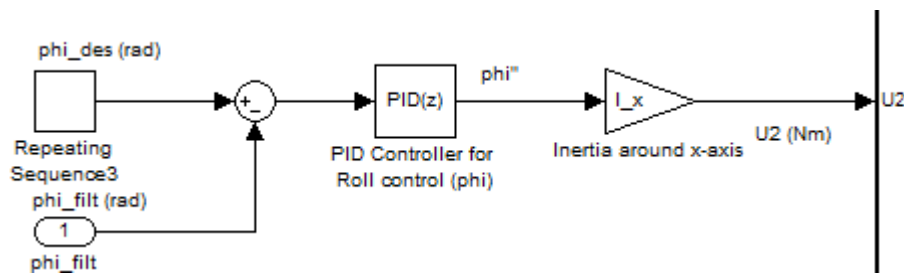 phi_des (rad)
Repeating
Sequence3
phi_filt (rad)
1
phi_filt
+
-
PID(z)
PID Controller for
Roll control (phi)
phi"
I_x
Inertia around x-axis
U2 (Nm)
U2